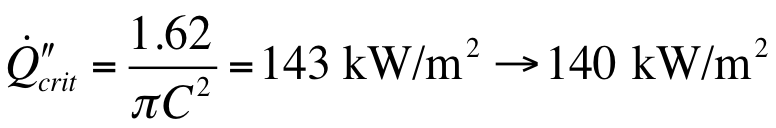 Q̇″crit = 1.62/πC² = 143 kW/m² → 140 kW/m²